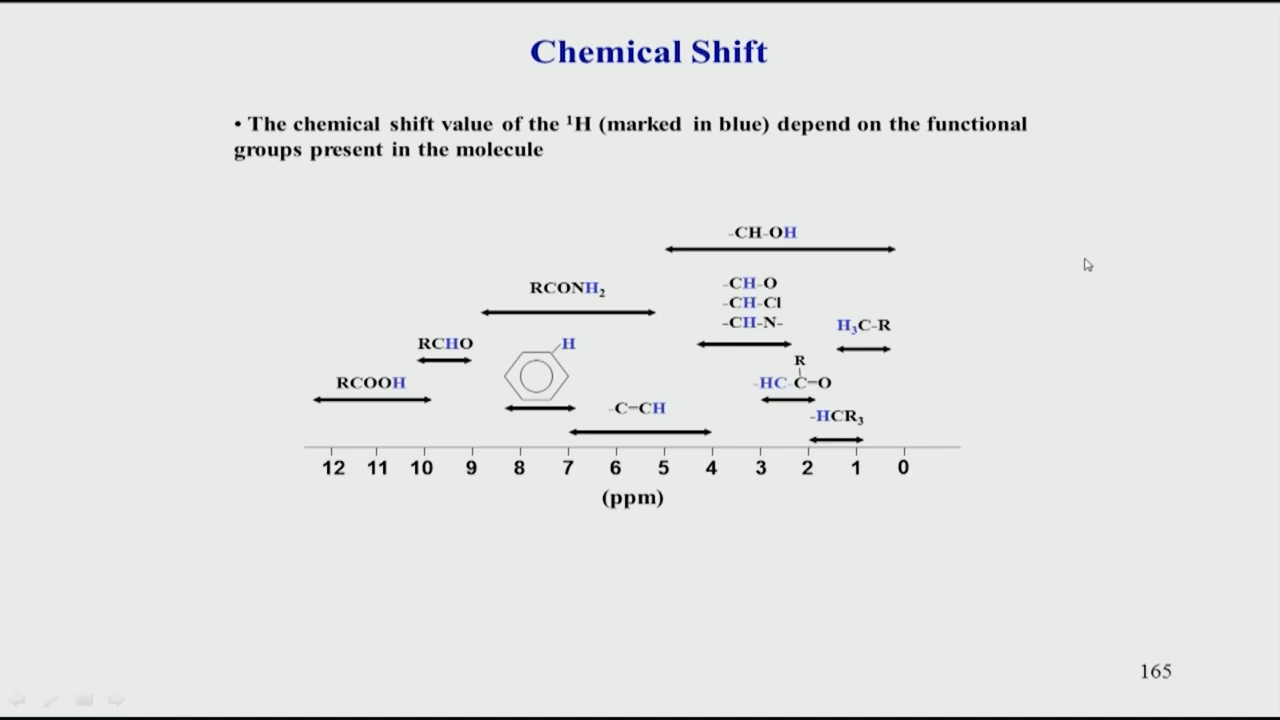 Chemical Shift
• The chemical shift value of the ¹H (marked in blue) depend on the functional
groups present in the molecule
-CH-OH
RCONH₂
-CH-O
-CH-Cl
-CH-N-
H₃C-R
RCHO
H
R
RCOOH
-HC-C=O
-C=CH
-HCR₃
12 11 10 9 8 7 6 5 4 3 2 1 0
(ppm)
165